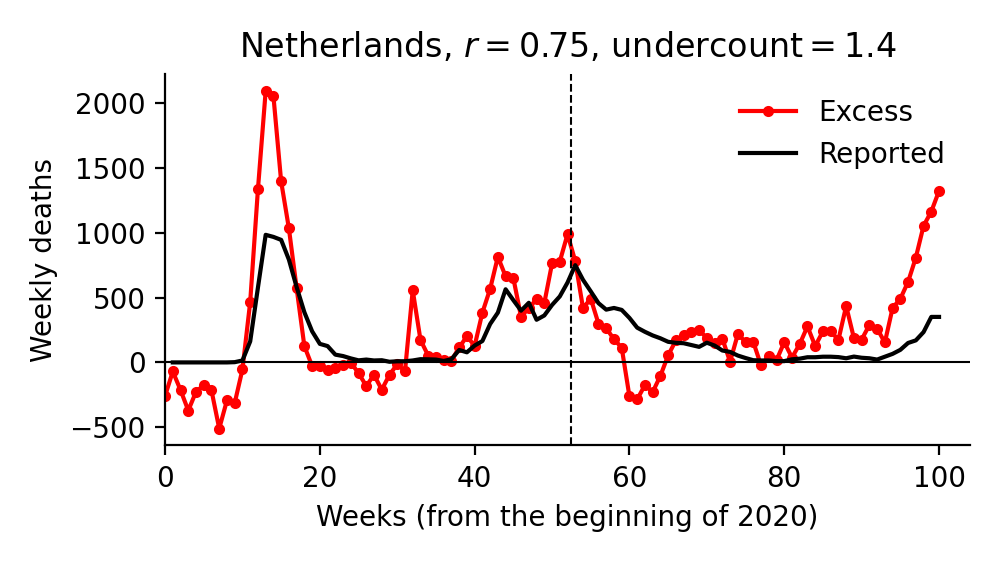 Netherlands, r = 0.75, undercount = 1.4
Excess
Reported
Weekly deaths
2000
1500
1000
500
0
−500
0 20 40 60 80 100
Weeks (from the beginning of 2020)